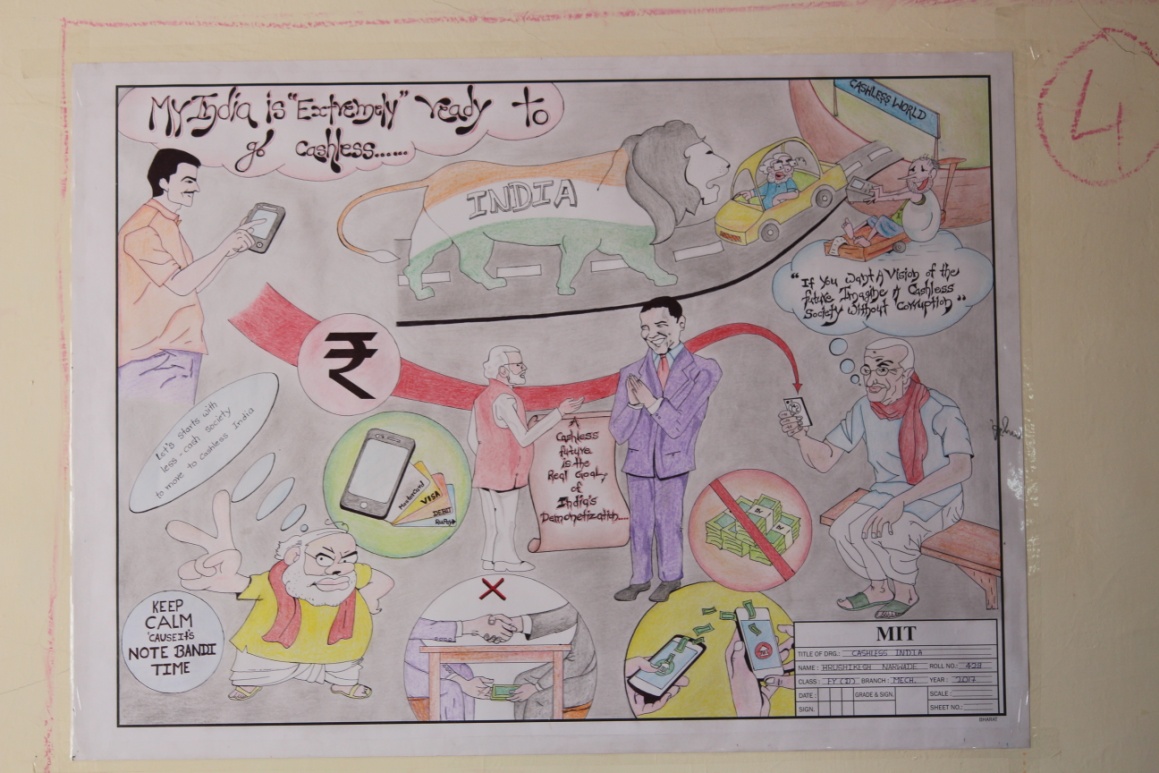 My India is "Extremely" ready to
go cashless......
CASHLESS WORLD
INDIA
"If You Want A Vision of the
future Imagine A Cashless
Society without Corruption"
₹
Let's starts with
less-cash society
to move to Cashless India
A
Cashless
future
is the
Real Goal
of
India's
Demonetization....
MasterCard
VISA
DEBIT
RuPay
KEEP
CALM
'CAUSE IT'S
NOTE BANDI
TIME
MIT
TITLE OF DRG.: CASHLESS INDIA
NAME: HRUSHIKESH NARWADE ROLL NO.: 428
CLASS: FY (D) BRANCH: MECH. YEAR: 2017
DATE: GRADE & SIGN. SCALE:
SIGN. SHEET NO.:
4